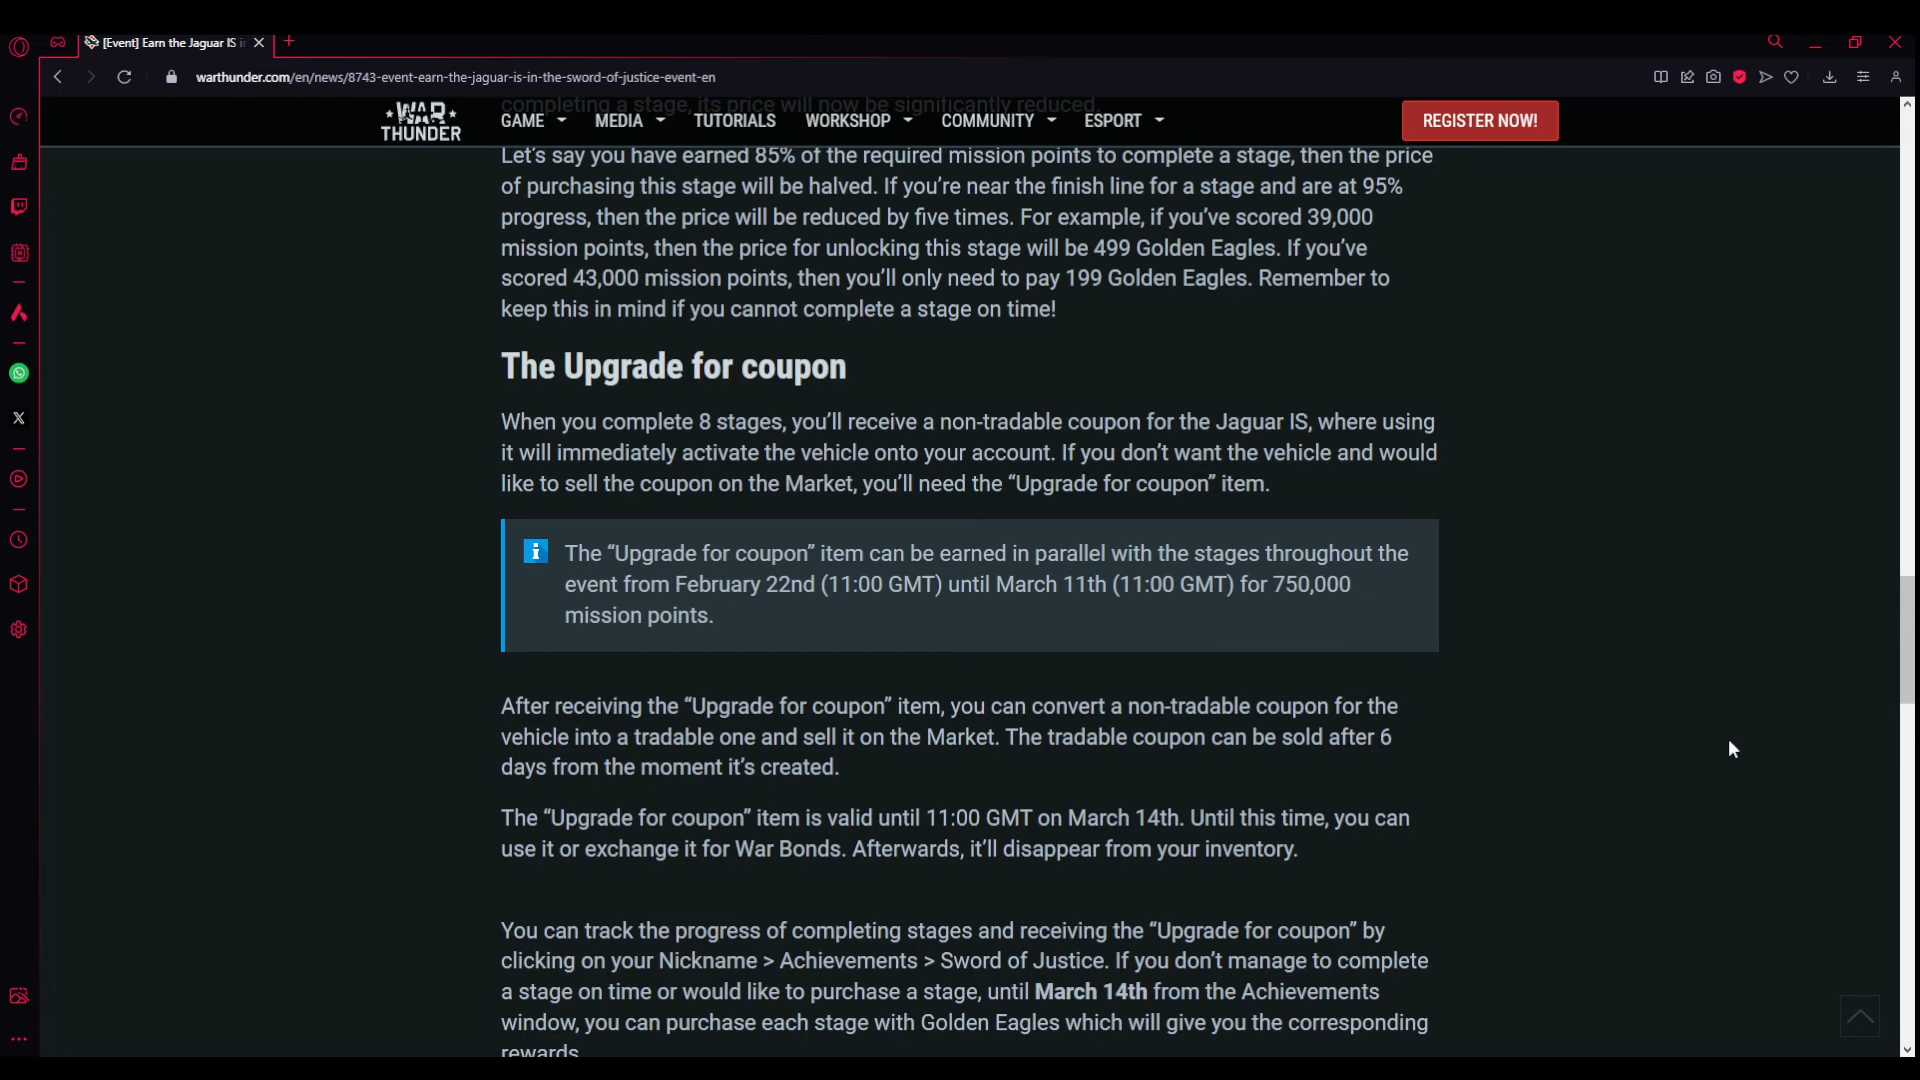 [Event] Earn the Jaguar IS in
warthunder.com/en/news/8743-event-earn-the-jaguar-is-in-the-sword-of-justice-event-en
completing a stage, its price will now be significantly reduced.
WAR THUNDER
GAME MEDIA TUTORIALS WORKSHOP COMMUNITY ESPORT REGISTER NOW!
Let's say you have earned 85% of the required mission points to complete a stage, then the price
of purchasing this stage will be halved. If you're near the finish line for a stage and are at 95%
progress, then the price will be reduced by five times. For example, if you've scored 39,000
mission points, then the price for unlocking this stage will be 499 Golden Eagles. If you've
scored 43,000 mission points, then you'll only need to pay 199 Golden Eagles. Remember to
keep this in mind if you cannot complete a stage on time!
The Upgrade for coupon
When you complete 8 stages, you'll receive a non-tradable coupon for the Jaguar IS, where using
it will immediately activate the vehicle onto your account. If you don't want the vehicle and would
like to sell the coupon on the Market, you'll need the “Upgrade for coupon” item.
The “Upgrade for coupon” item can be earned in parallel with the stages throughout the
event from February 22nd (11:00 GMT) until March 11th (11:00 GMT) for 750,000
mission points.
After receiving the “Upgrade for coupon” item, you can convert a non-tradable coupon for the
vehicle into a tradable one and sell it on the Market. The tradable coupon can be sold after 6
days from the moment it's created.
The “Upgrade for coupon” item is valid until 11:00 GMT on March 14th. Until this time, you can
use it or exchange it for War Bonds. Afterwards, it'll disappear from your inventory.
You can track the progress of completing stages and receiving the “Upgrade for coupon” by
clicking on your Nickname > Achievements > Sword of Justice. If you don't manage to complete
a stage on time or would like to purchase a stage, until March 14th from the Achievements
window, you can purchase each stage with Golden Eagles which will give you the corresponding
rewards.